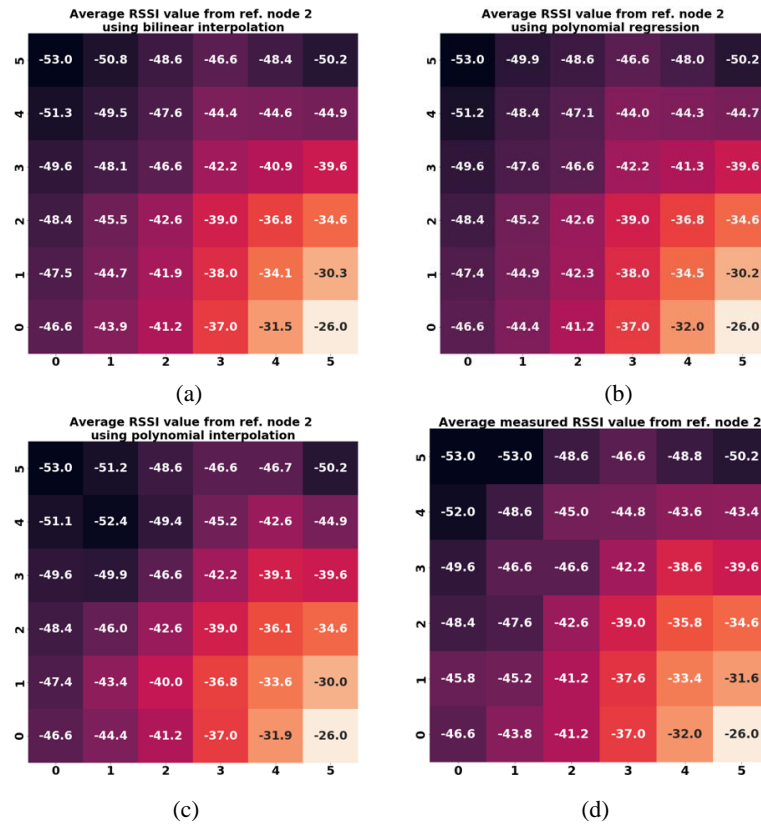 Average RSSI value from ref. node 2
using bilinear interpolation
5 -53.0 -50.8 -48.6 -46.6 -48.4 -50.2
4 -51.3 -49.5 -47.6 -44.4 -44.6 -44.9
3 -49.6 -48.1 -46.6 -42.2 -40.9 -39.6
2 -48.4 -45.5 -42.6 -39.0 -36.8 -34.6
1 -47.5 -44.7 -41.9 -38.0 -34.1 -30.3
0 -46.6 -43.9 -41.2 -37.0 -31.5 -26.0
0 1 2 3 4 5
(a)
Average RSSI value from ref. node 2
using polynomial regression
5 -53.0 -49.9 -48.6 -46.6 -48.0 -50.2
4 -51.2 -48.4 -47.1 -44.0 -44.3 -44.7
3 -49.6 -47.6 -46.6 -42.2 -41.3 -39.6
2 -48.4 -45.2 -42.6 -39.0 -36.8 -34.6
1 -47.4 -44.9 -42.3 -38.0 -34.5 -30.2
0 -46.6 -44.4 -41.2 -37.0 -32.0 -26.0
0 1 2 3 4 5
(b)
Average RSSI value from ref. node 2
using polynomial interpolation
5 -53.0 -51.2 -48.6 -46.6 -46.7 -50.2
4 -51.1 -52.4 -49.4 -45.2 -42.6 -44.9
3 -49.6 -49.9 -46.6 -42.2 -39.1 -39.6
2 -48.4 -46.0 -42.6 -39.0 -36.1 -34.6
1 -47.4 -43.4 -40.0 -36.8 -33.6 -30.0
0 -46.6 -44.4 -41.2 -37.0 -31.9 -26.0
0 1 2 3 4 5
(c)
Average measured RSSI value from ref. node 2
5 -53.0 -53.0 -48.6 -46.6 -48.8 -50.2
4 -52.0 -48.6 -45.0 -44.8 -43.6 -43.4
3 -49.6 -46.6 -46.6 -42.2 -38.6 -39.6
2 -48.4 -47.6 -42.6 -39.0 -35.8 -34.6
1 -45.8 -45.2 -41.2 -37.6 -33.4 -31.6
0 -46.6 -43.8 -41.2 -37.0 -32.0 -26.0
0 1 2 3 4 5
(d)